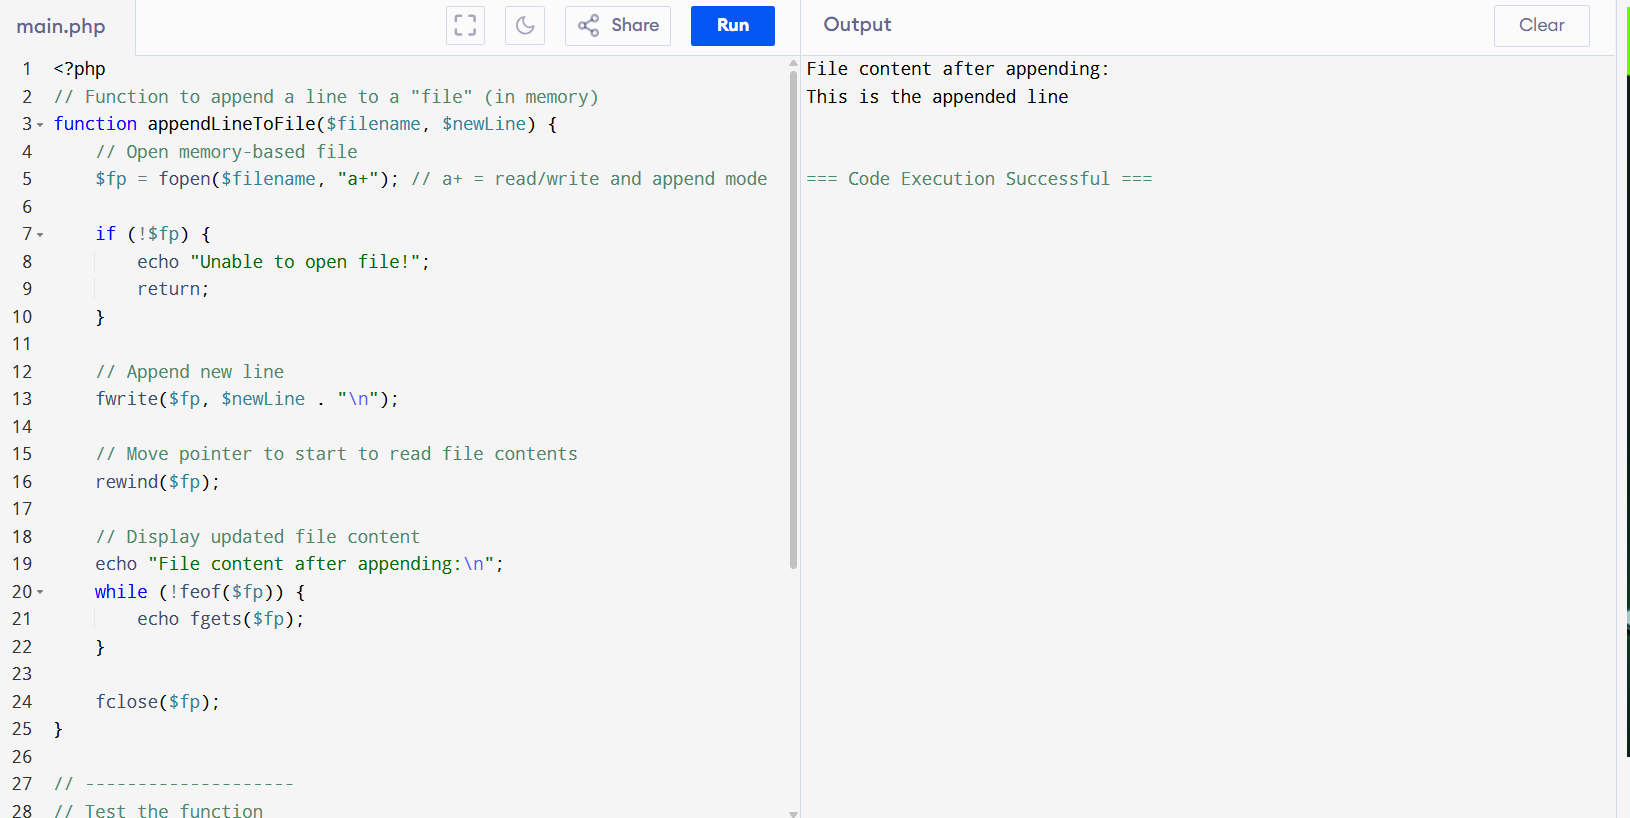 main.php
Share
Run
Output
Clear
1 <?php
2 // Function to append a line to a "file" (in memory)
3 function appendLineToFile($filename, $newLine) {
4     // Open memory-based file
5     $fp = fopen($filename, "a+"); // a+ = read/write and append mode
6
7     if (!$fp) {
8         echo "Unable to open file!";
9         return;
10     }
11
12     // Append new line
13     fwrite($fp, $newLine . "\n");
14
15     // Move pointer to start to read file contents
16     rewind($fp);
17
18     // Display updated file content
19     echo "File content after appending:\n";
20     while (!feof($fp)) {
21         echo fgets($fp);
22     }
23
24     fclose($fp);
25 }
26
27 // --------------------
28 // Test the function
File content after appending:
This is the appended line
=== Code Execution Successful ===